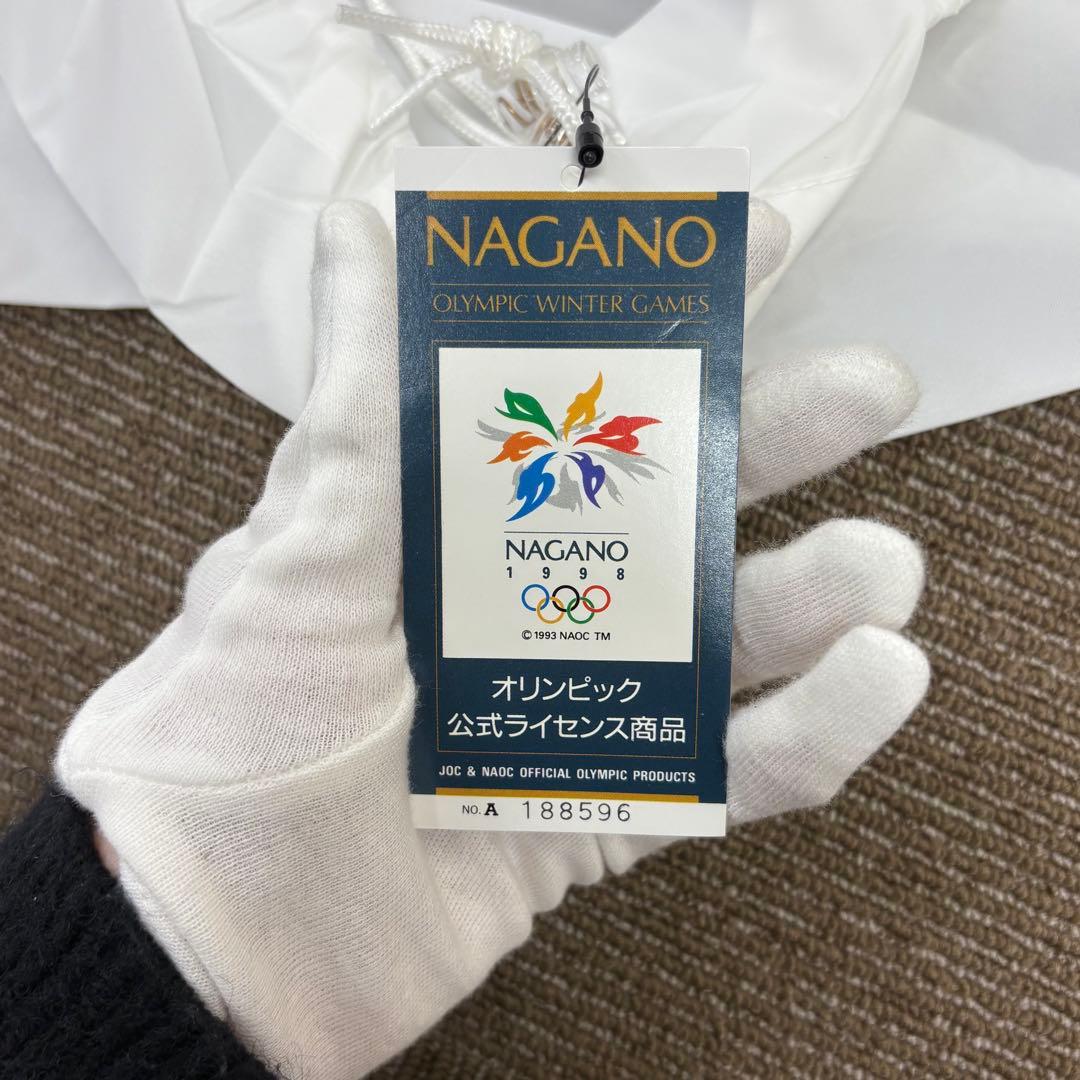 NAGANO
OLYMPIC WINTER GAMES
NAGANO
1998
© 1993 NAOC TM
オリンピック
公式ライセンス商品
JOC & NAOC OFFICIAL OLYMPIC PRODUCTS
NO. A 188596